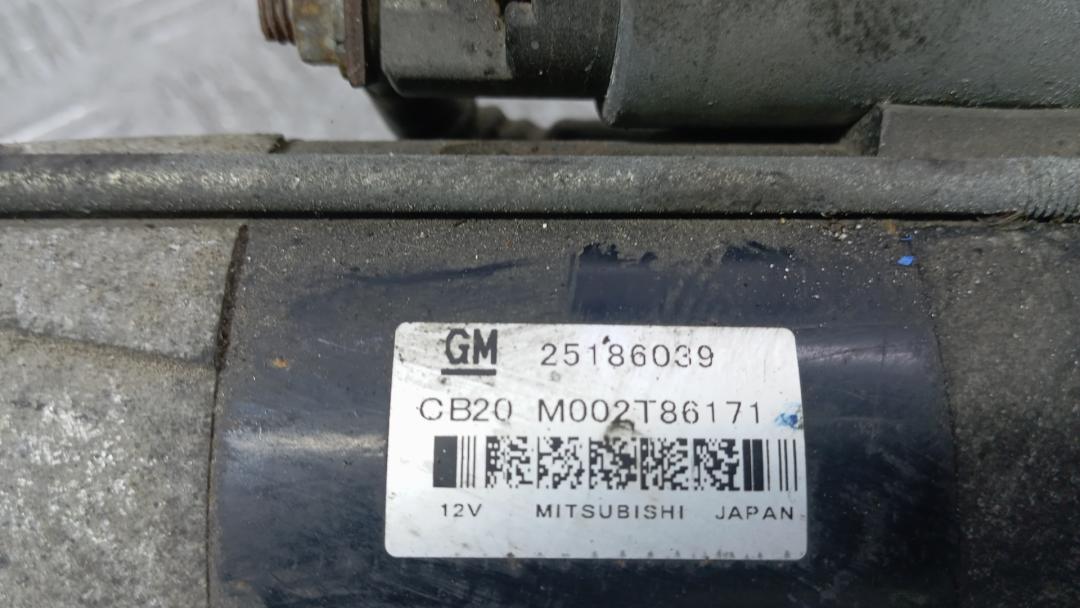 GM 25186039
CB20 M002T86171
12V MITSUBISHI JAPAN